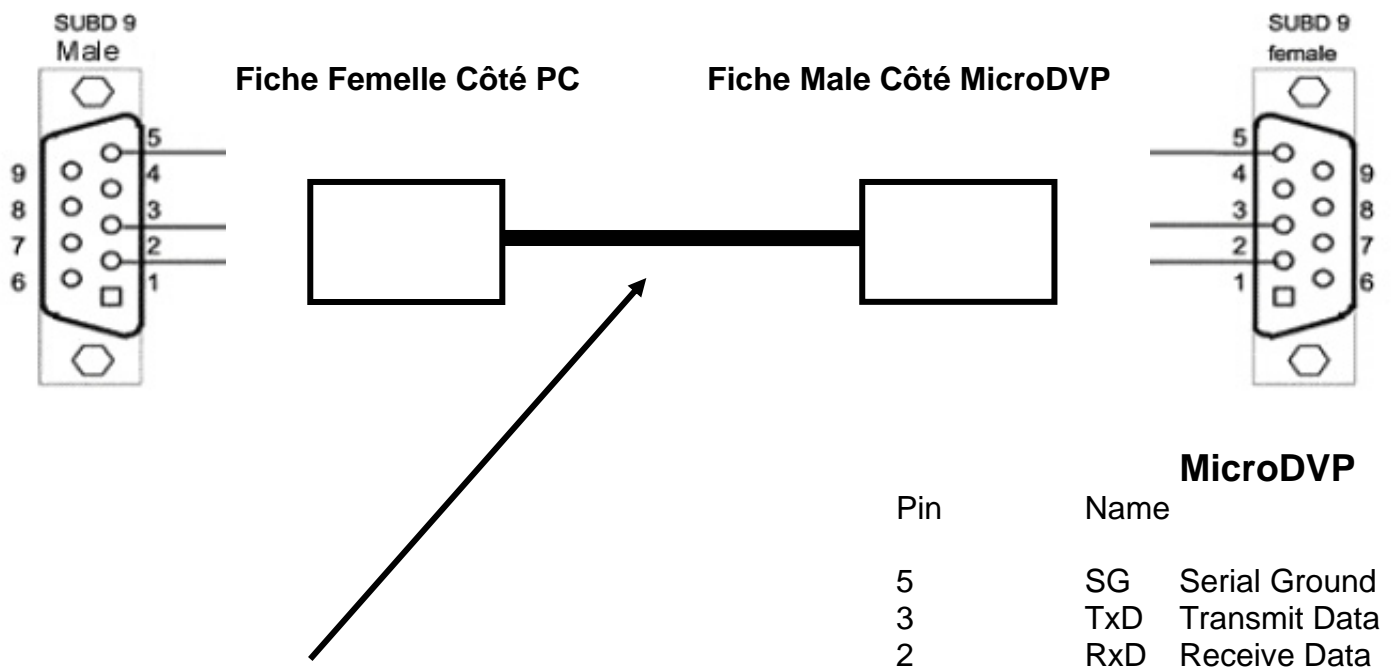 SUBD 9
Male
Fiche Femelle Côté PC
Fiche Male Côté MicroDVP
SUBD 9
female
5
9
4
8
3
7
2
6
1
5
4
9
3
8
2
7
1
6
MicroDVP
Pin Name
5 SG Serial Ground
3 TxD Transmit Data
2 RxD Receive Data